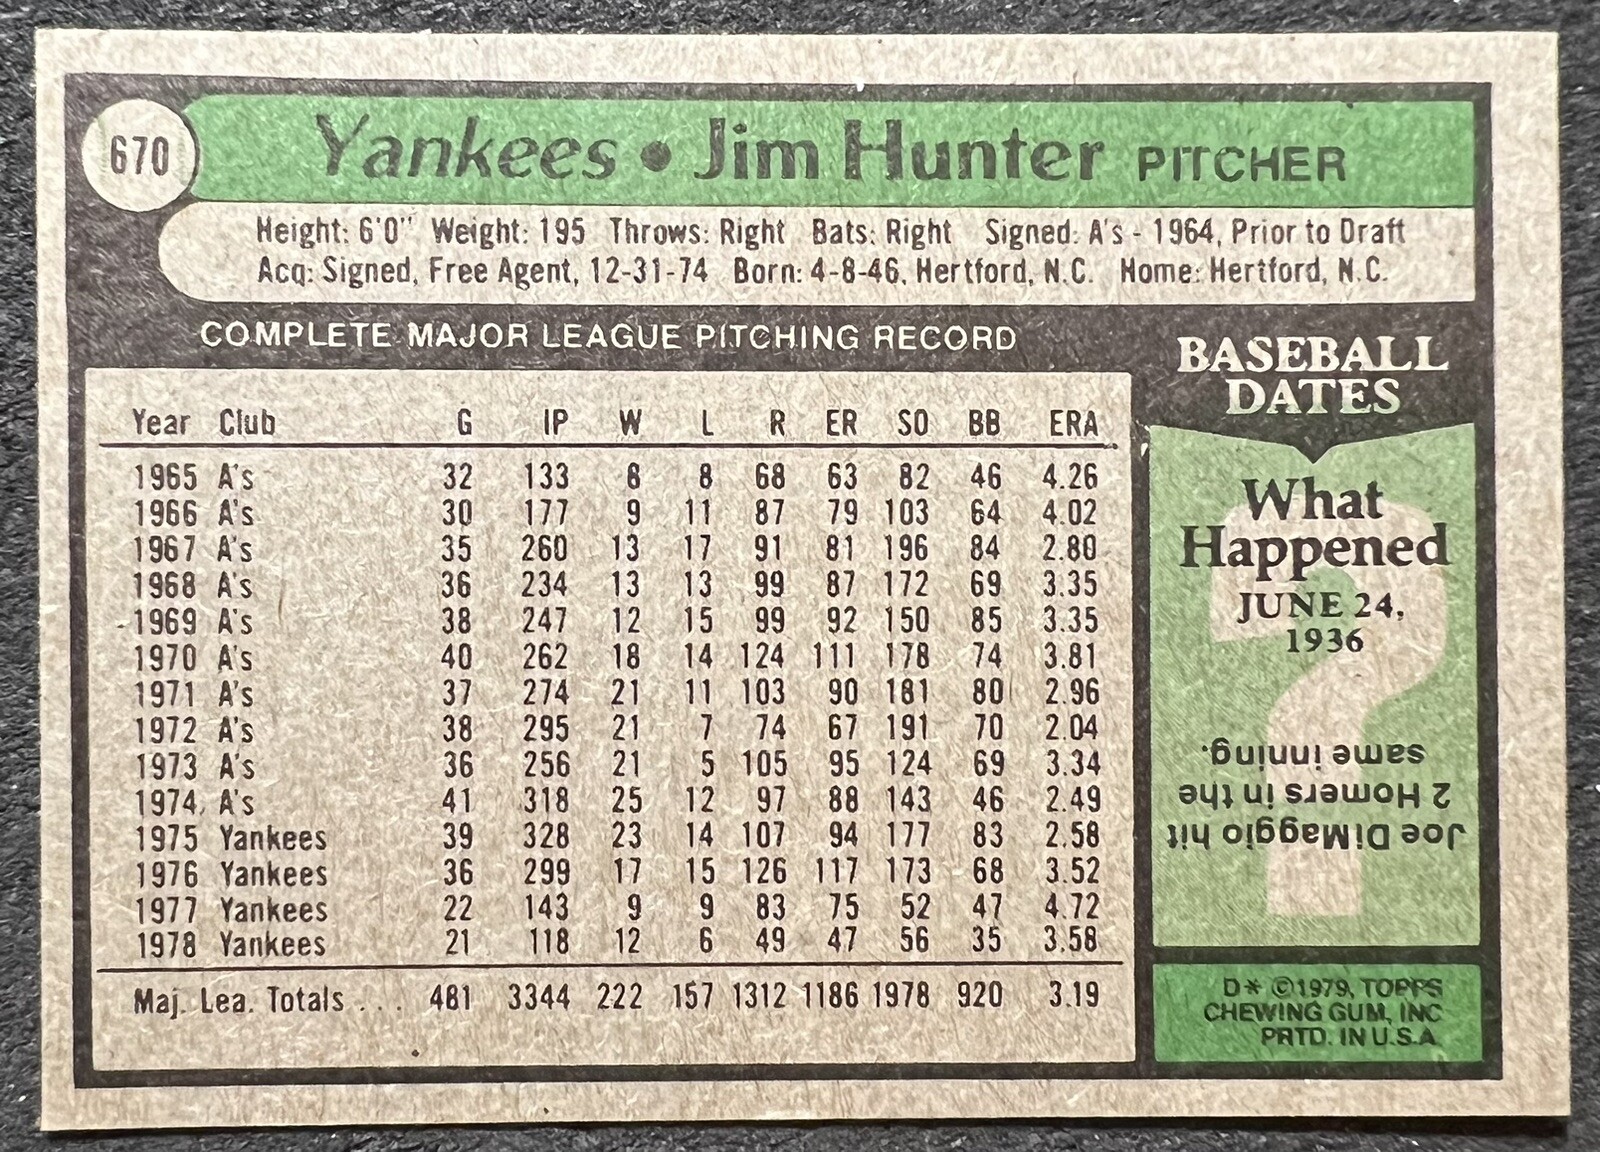 670
Yankees • Jim Hunter PITCHER
Height: 6'0" Weight: 195 Throws: Right Bats: Right Signed: A's - 1964, Prior to Draft
Acq: Signed, Free Agent, 12-31-74 Born: 4-8-46, Hertford, N.C. Home: Hertford, N.C.
COMPLETE MAJOR LEAGUE PITCHING RECORD
Year Club G IP W L R ER SO BB ERA
1965 A's 32 133 8 8 68 63 82 46 4.26
1966 A's 30 177 9 11 87 79 103 64 4.02
1967 A's 35 260 13 17 91 81 196 84 2.80
1968 A's 36 234 13 13 99 87 172 69 3.35
1969 A's 38 247 12 15 99 92 150 85 3.35
1970 A's 40 262 18 14 124 111 178 74 3.81
1971 A's 37 274 21 11 103 90 181 80 2.96
1972 A's 38 295 21 7 74 67 191 70 2.04
1973 A's 36 256 21 5 105 95 124 69 3.34
1974 A's 41 318 25 12 97 88 143 46 2.49
1975 Yankees 39 328 23 14 107 94 177 83 2.58
1976 Yankees 36 299 17 15 126 117 173 68 3.52
1977 Yankees 22 143 9 9 83 75 52 47 4.72
1978 Yankees 21 118 12 6 49 47 56 35 3.58
Maj. Lea. Totals . . . 481 3344 222 157 1312 1186 1978 920 3.19
BASEBALL
DATES
What
Happened
JUNE 24,
1936
Joe DiMaggio hit
2 Homers in the
same inning.
D* ©1979, TOPPS
CHEWING GUM, INC
PRTD. IN U.S.A.